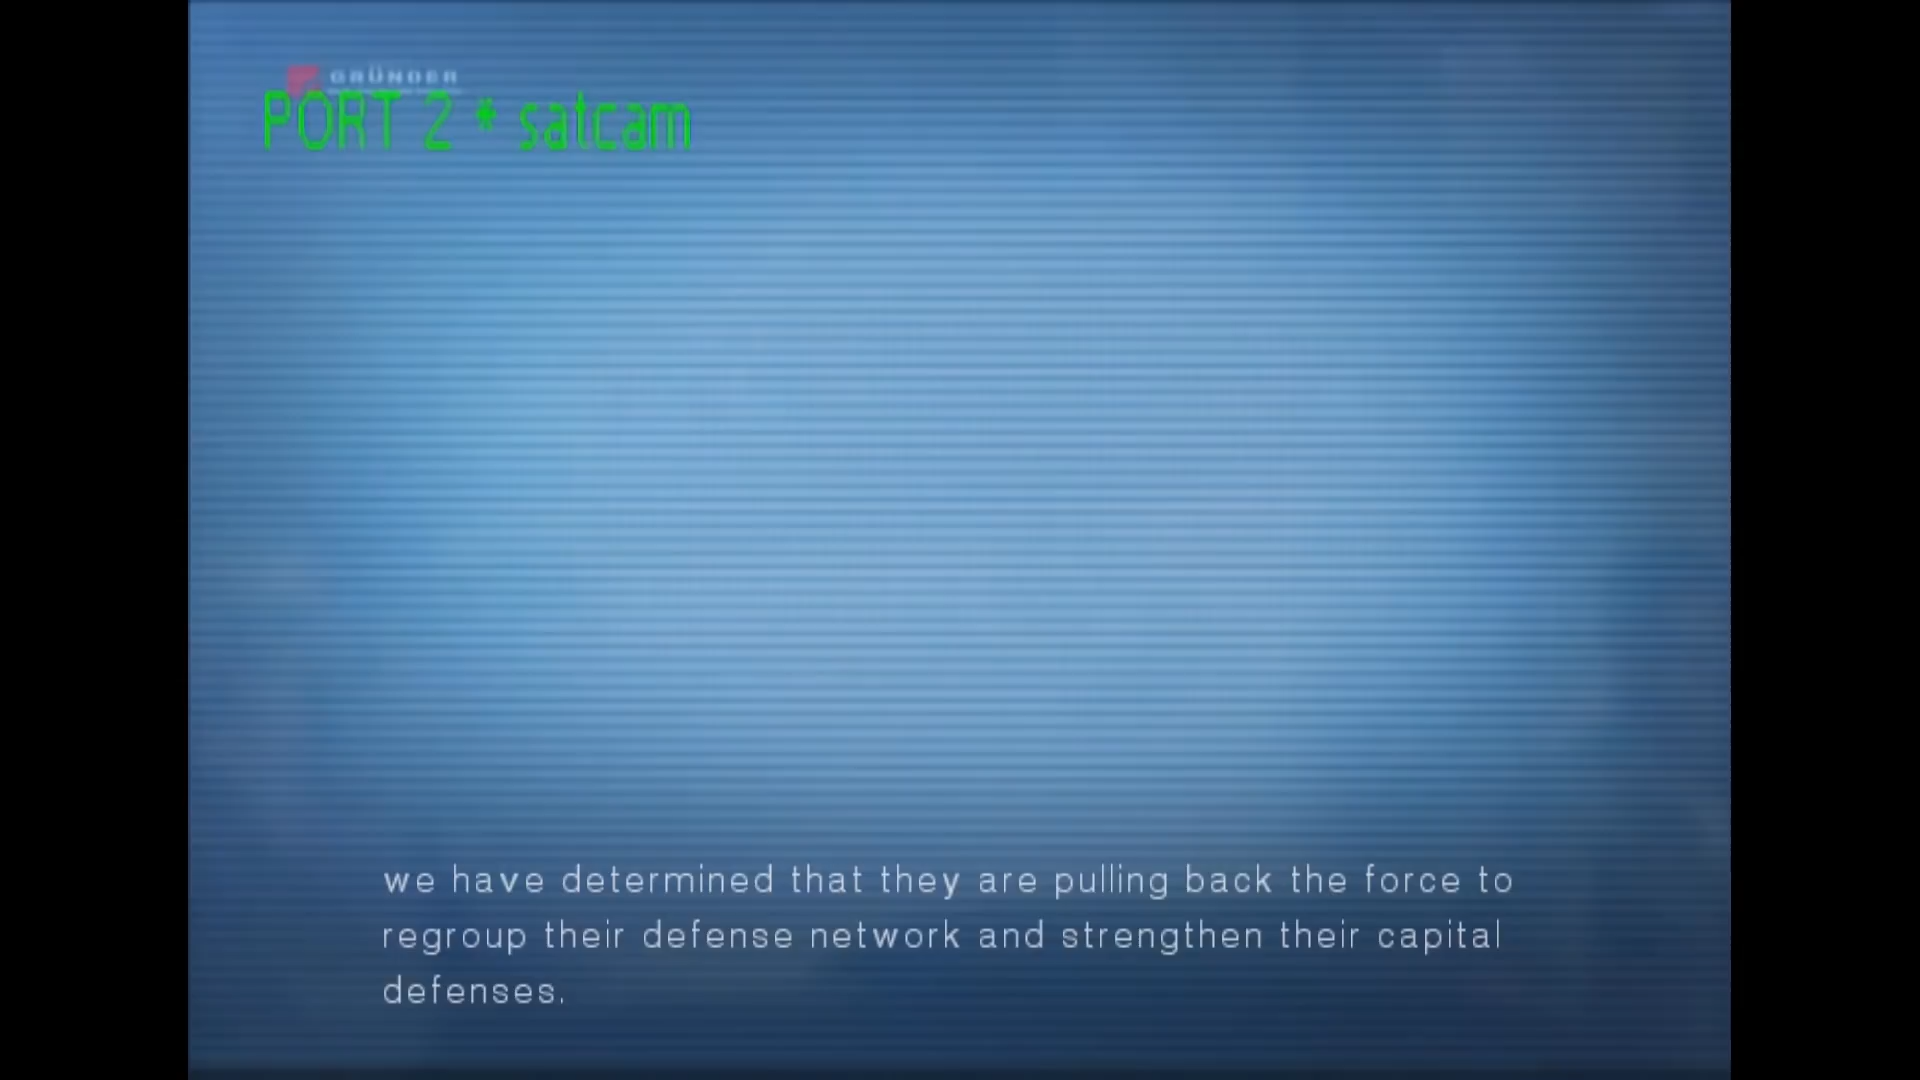 GRÜNDER
PORT 2 * satcam
we have determined that they are pulling back the force to
regroup their defense network and strengthen their capital
defenses.